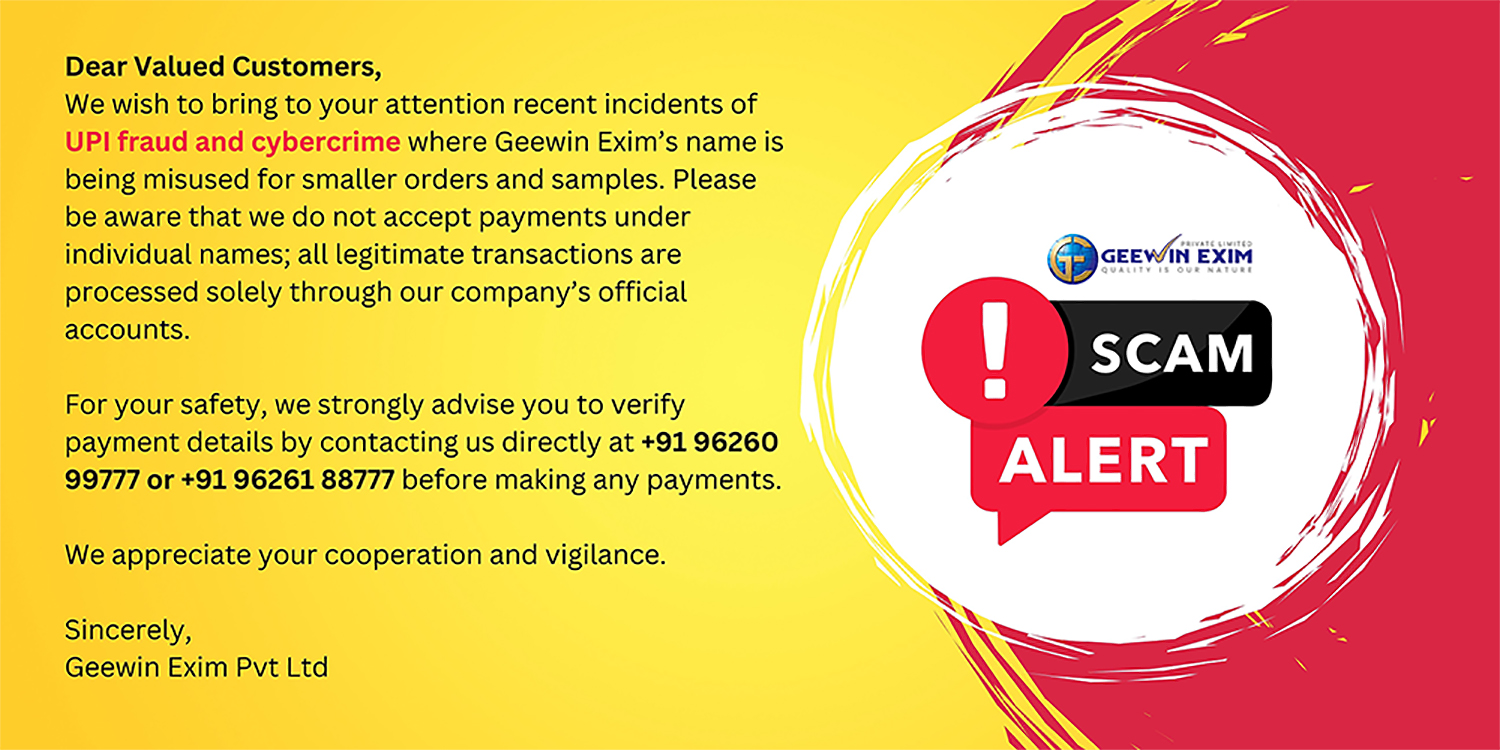 Dear Valued Customers,
We wish to bring to your attention recent incidents of
UPI fraud and cybercrime where Geewin Exim’s name is
being misused for smaller orders and samples. Please
be aware that we do not accept payments under
individual names; all legitimate transactions are
processed solely through our company’s official
accounts.
For your safety, we strongly advise you to verify
payment details by contacting us directly at +91 96260
99777 or +91 96261 88777 before making any payments.
We appreciate your cooperation and vigilance.
Sincerely,
Geewin Exim Pvt Ltd
PRIVATE LIMITED
GEEWIN EXIM
QUALITY IS OUR NATURE
! SCAM
ALERT